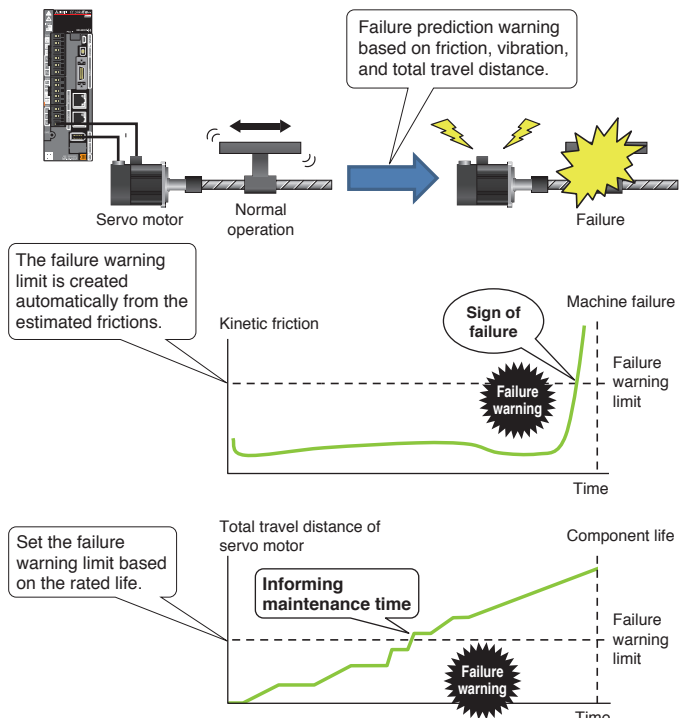 Failure prediction warning
based on friction, vibration,
and total travel distance.
Servo motor
Normal
operation
Failure
The failure warning
limit is created
automatically from the
estimated frictions.
Kinetic friction
Sign of
failure
Machine failure
Failure
warning
Failure
warning
limit
Time
Set the failure
warning limit based
on the rated life.
Total travel distance of
servo motor
Informing
maintenance time
Component life
Failure
warning
Failure
warning
limit
Time